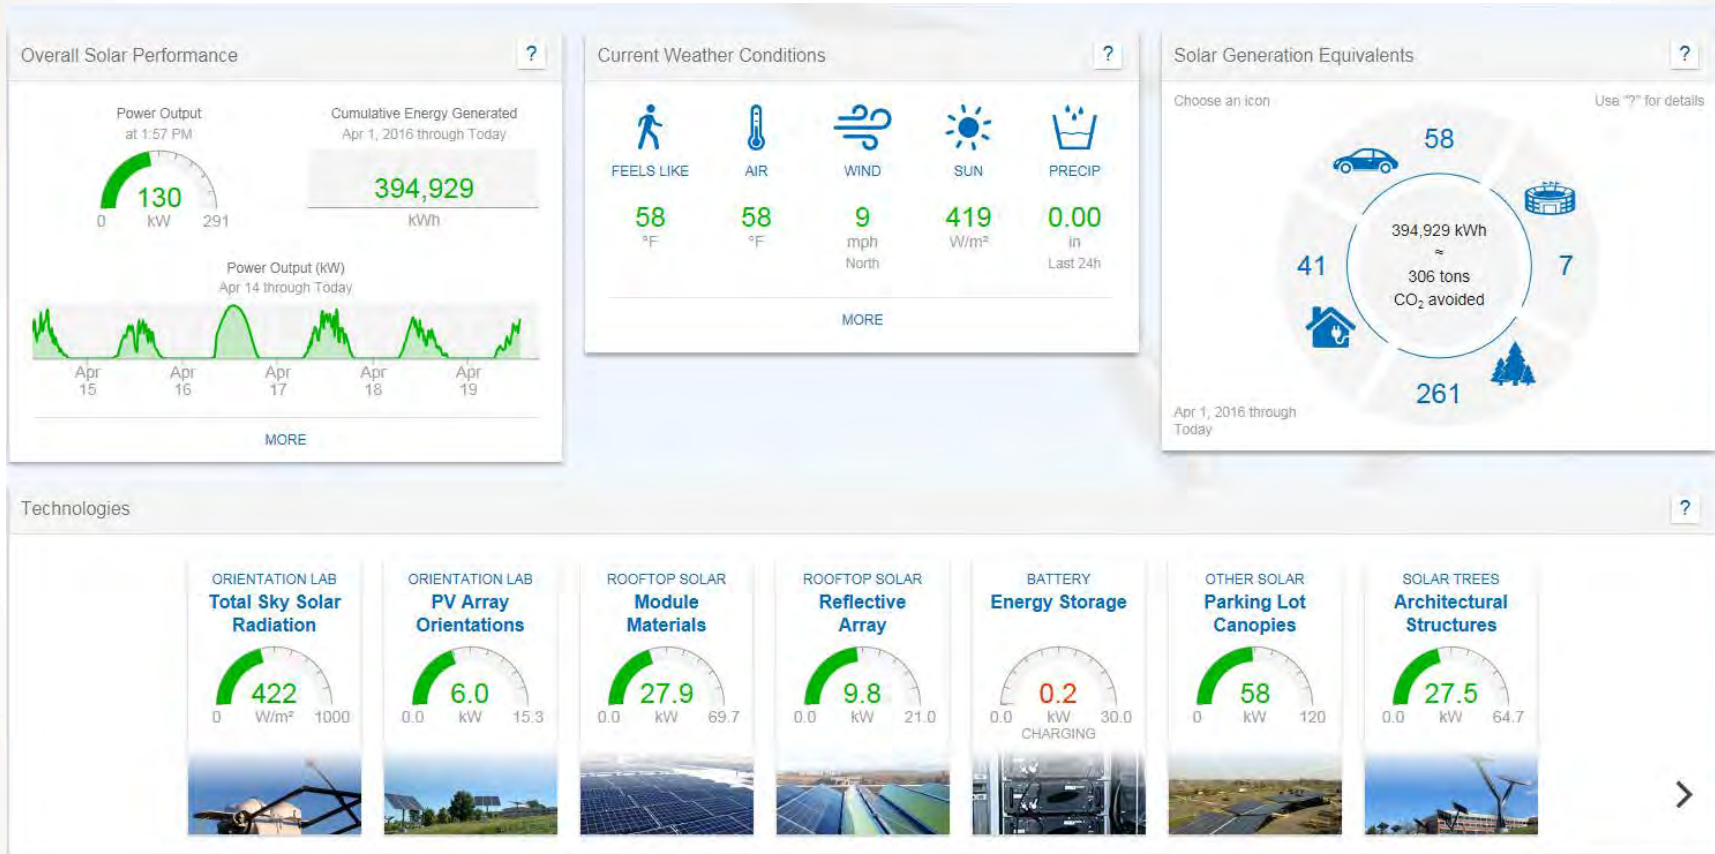 Overall Solar Performance
?
Power Output
at 1:57 PM
130
0 kW 291
Cumulative Energy Generated
Apr 1, 2016 through Today
394,929
kWh
Power Output (kW)
Apr 14 through Today
Apr 15
Apr 16
Apr 17
Apr 18
Apr 19
MORE
Current Weather Conditions
?
FEELS LIKE
58
°F
AIR
58
°F
WIND
9
mph
North
SUN
419
W/m²
PRECIP
0.00
in
Last 24h
MORE
Solar Generation Equivalents
?
Choose an icon
Use "?" for details
58
7
261
41
394,929 kWh
≈
306 tons
CO₂ avoided
Apr 1, 2016 through
Today
Technologies
?
ORIENTATION LAB
Total Sky Solar
Radiation
422
0 W/m² 1000
ORIENTATION LAB
PV Array
Orientations
6.0
0.0 kW 15.3
ROOFTOP SOLAR
Module
Materials
27.9
0.0 kW 69.7
ROOFTOP SOLAR
Reflective
Array
9.8
0.0 kW 21.0
BATTERY
Energy Storage
0.2
0.0 kW 30.0
CHARGING
OTHER SOLAR
Parking Lot
Canopies
58
0 kW 120
SOLAR TREES
Architectural
Structures
27.5
0.0 kW 64.7